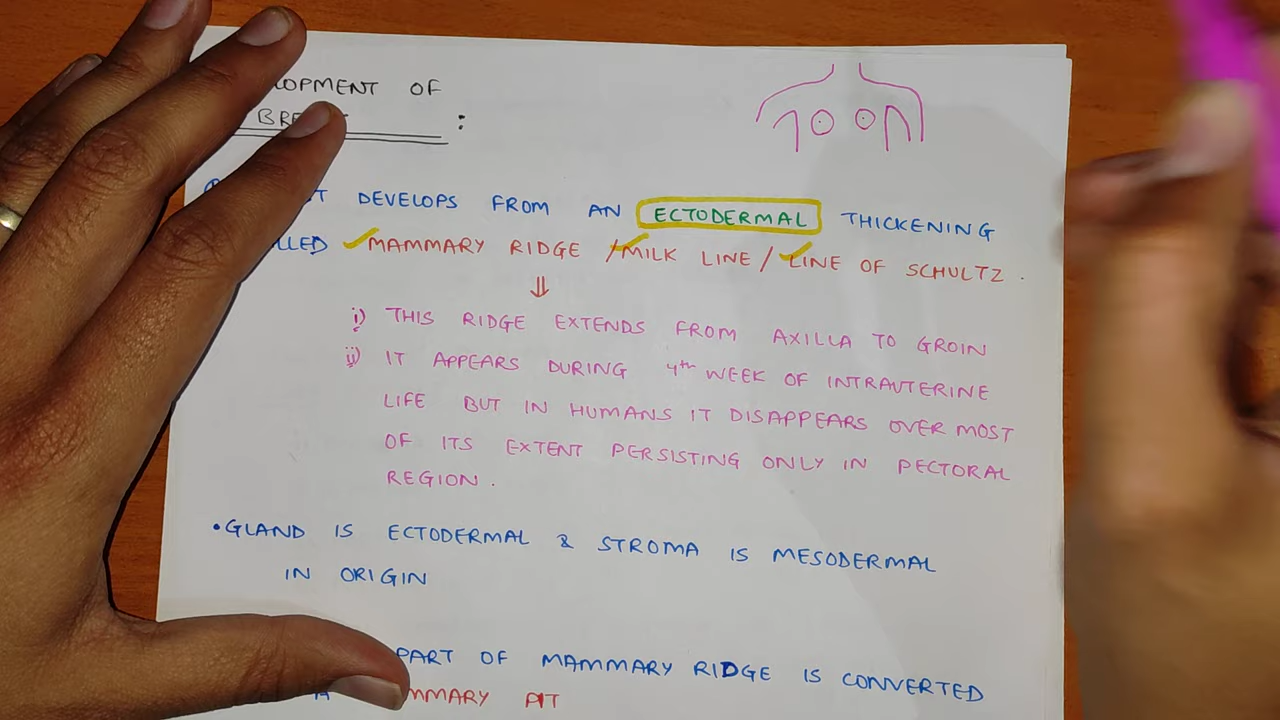 OPMENT OF
BRE :
T DEVELOPS FROM AN ECTODERMAL THICKENING
LLED MAMMARY RIDGE / MILK LINE / LINE OF SCHULTZ .
⇓
i) THIS RIDGE EXTENDS FROM AXILLA TO GROIN
ii) IT APPEARS DURING 4th WEEK OF INTRAUTERINE
LIFE BUT IN HUMANS IT DISAPPEARS OVER MOST
OF ITS EXTENT PERSISTING ONLY IN PECTORAL
REGION .
• GLAND IS ECTODERMAL & STROMA IS MESODERMAL
IN ORIGIN
PART OF MAMMARY RIDGE IS CONVERTED
MMARY PIT